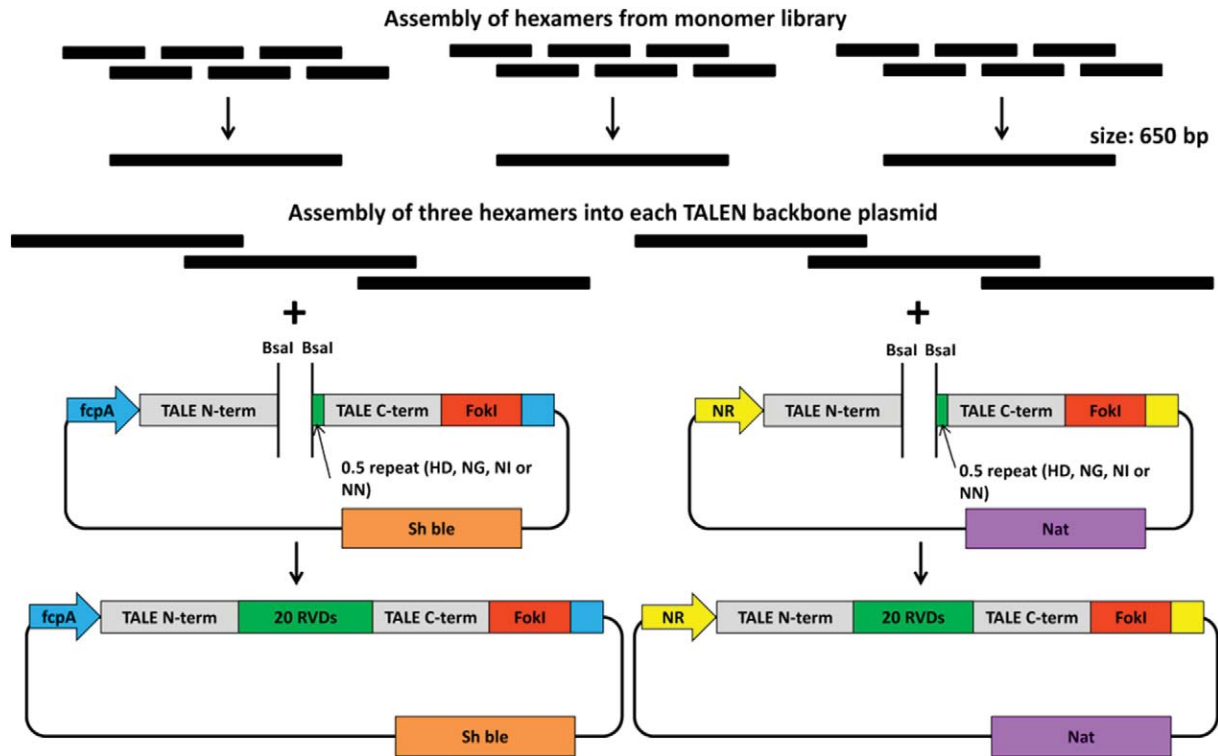 Assembly of hexamers from monomer library
size: 650 bp
Assembly of three hexamers into each TALEN backbone plasmid
+
+
BsaI BsaI
BsaI BsaI
fcpA TALE N-term TALE C-term FokI
NR TALE N-term TALE C-term FokI
0.5 repeat (HD, NG, NI or
NN)
0.5 repeat (HD, NG, NI or
NN)
Sh ble
Nat
fcpA TALE N-term 20 RVDs TALE C-term FokI
NR TALE N-term 20 RVDs TALE C-term FokI
Sh ble
Nat